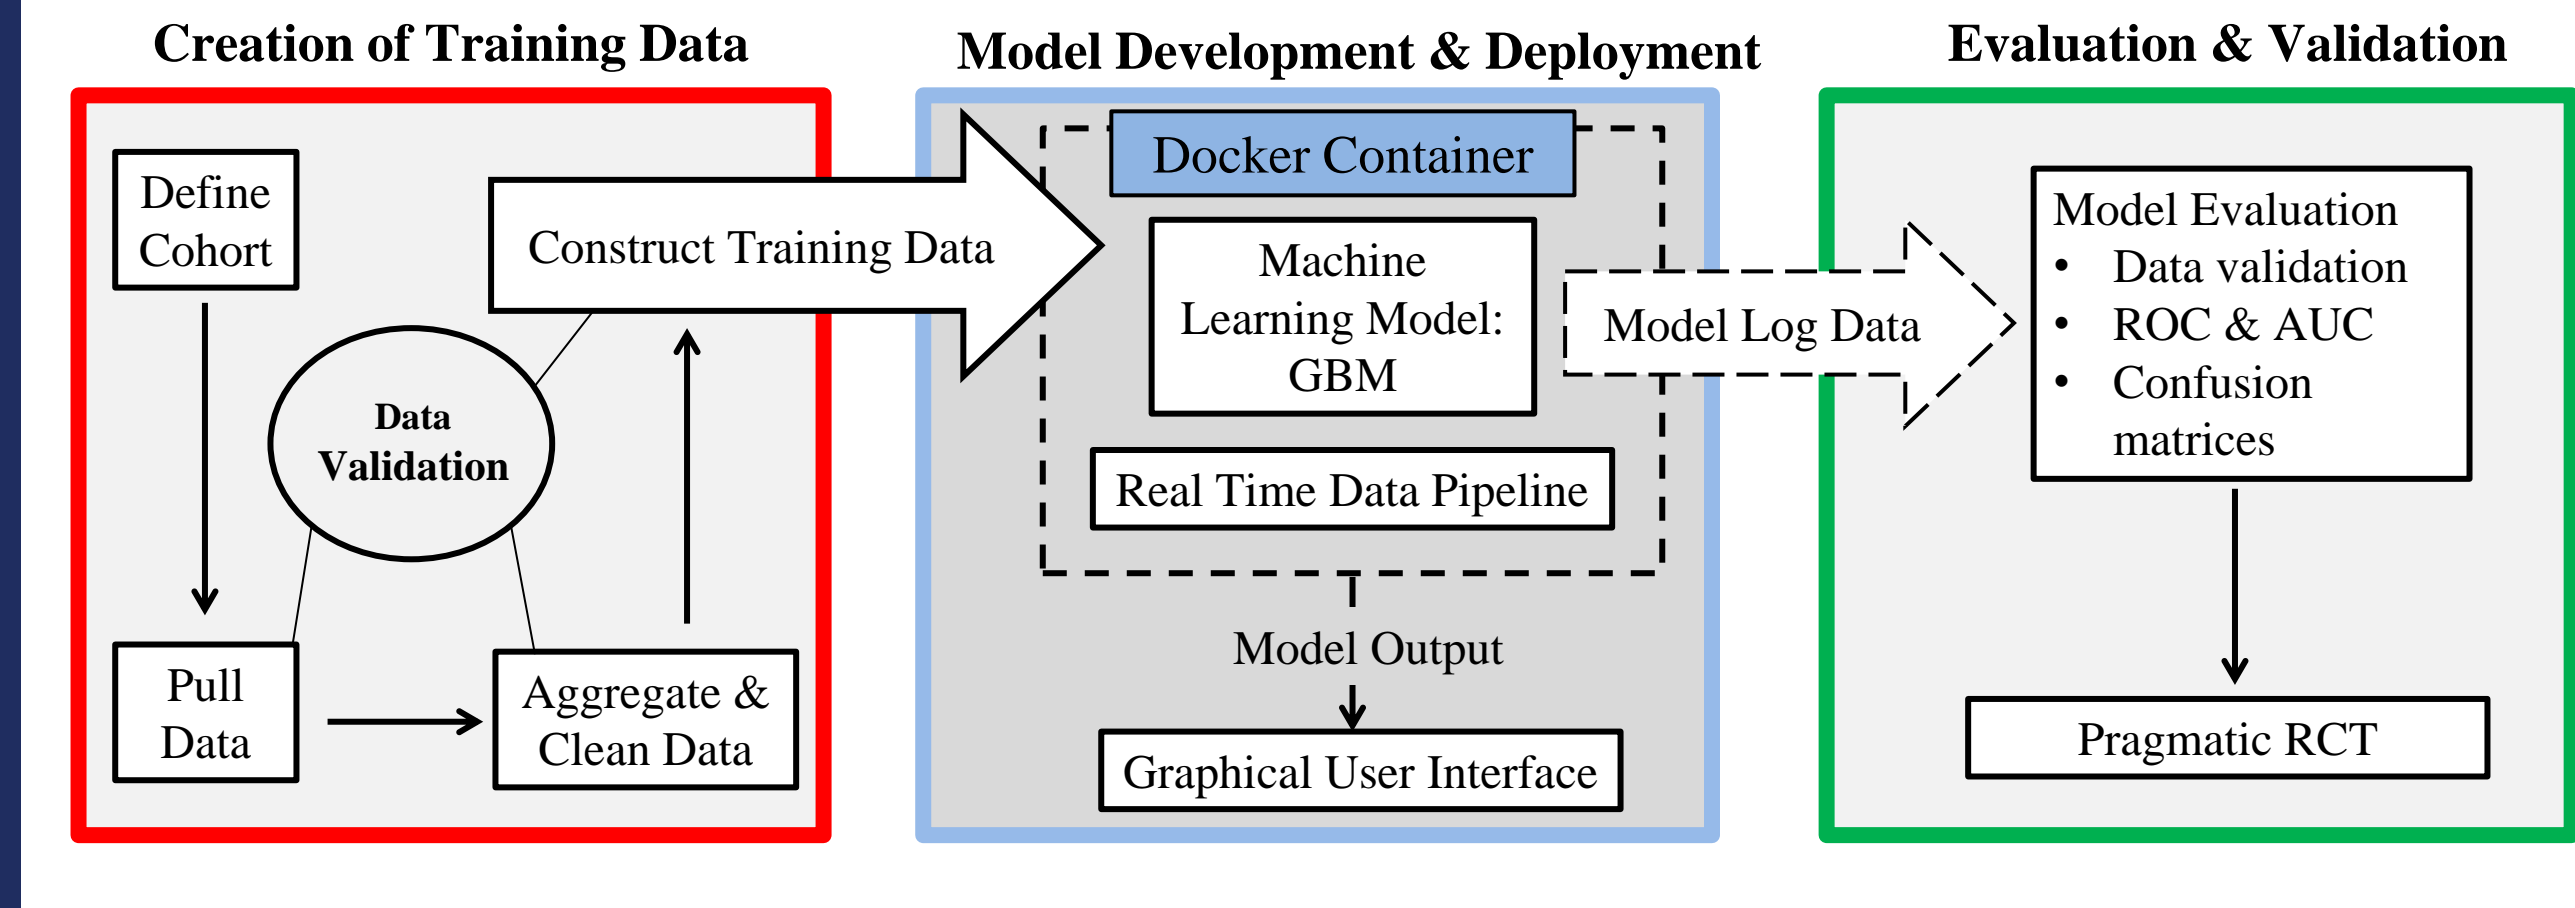 Creation of Training Data
Define
Cohort
Construct Training Data
Data
Validation
Pull
Data
Aggregate &
Clean Data
Model Development & Deployment
Docker Container
Machine
Learning Model:
GBM
Real Time Data Pipeline
Model Output
Graphical User Interface
Model Log Data
Evaluation & Validation
Model Evaluation
• Data validation
• ROC & AUC
• Confusion
matrices
Pragmatic RCT